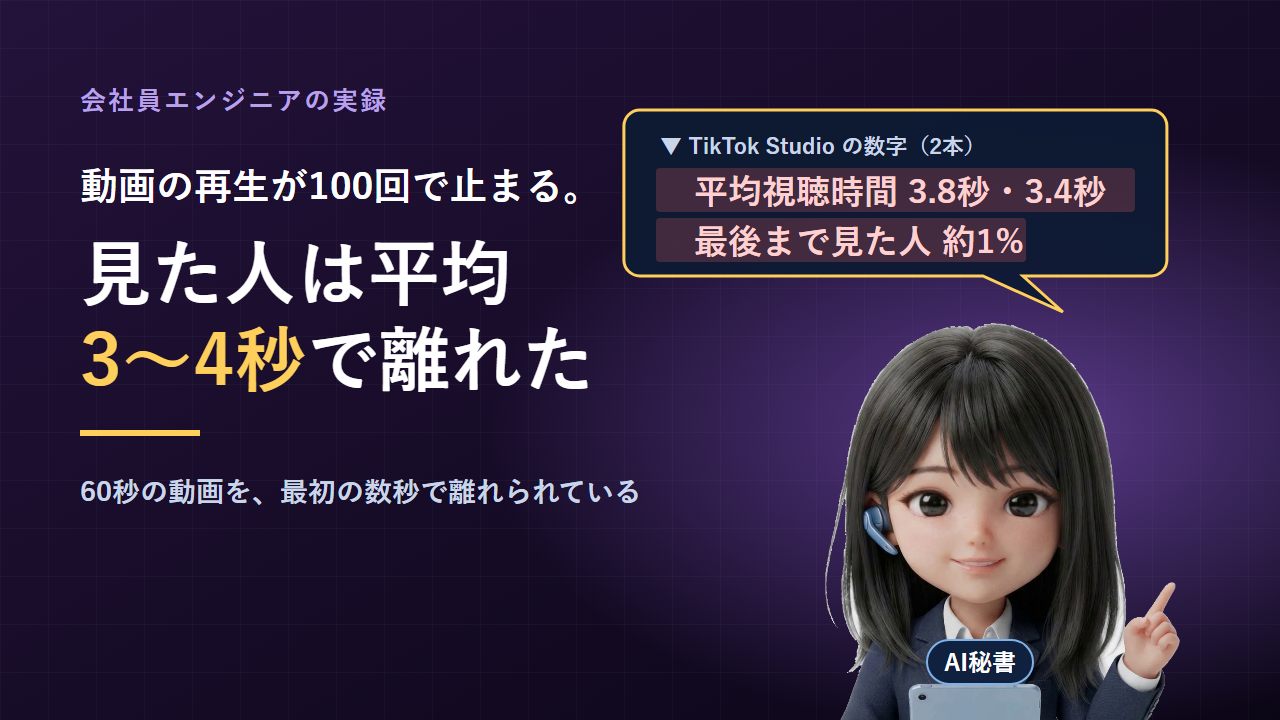 会社員エンジニアの実録
動画の再生が100回で止まる。
見た人は平均
3〜4秒で離れた
60秒の動画を、最初の数秒で離れられている
▼ TikTok Studio の数字（2本）
平均視聴時間 3.8秒・3.4秒
最後まで見た人 約1%
AI秘書